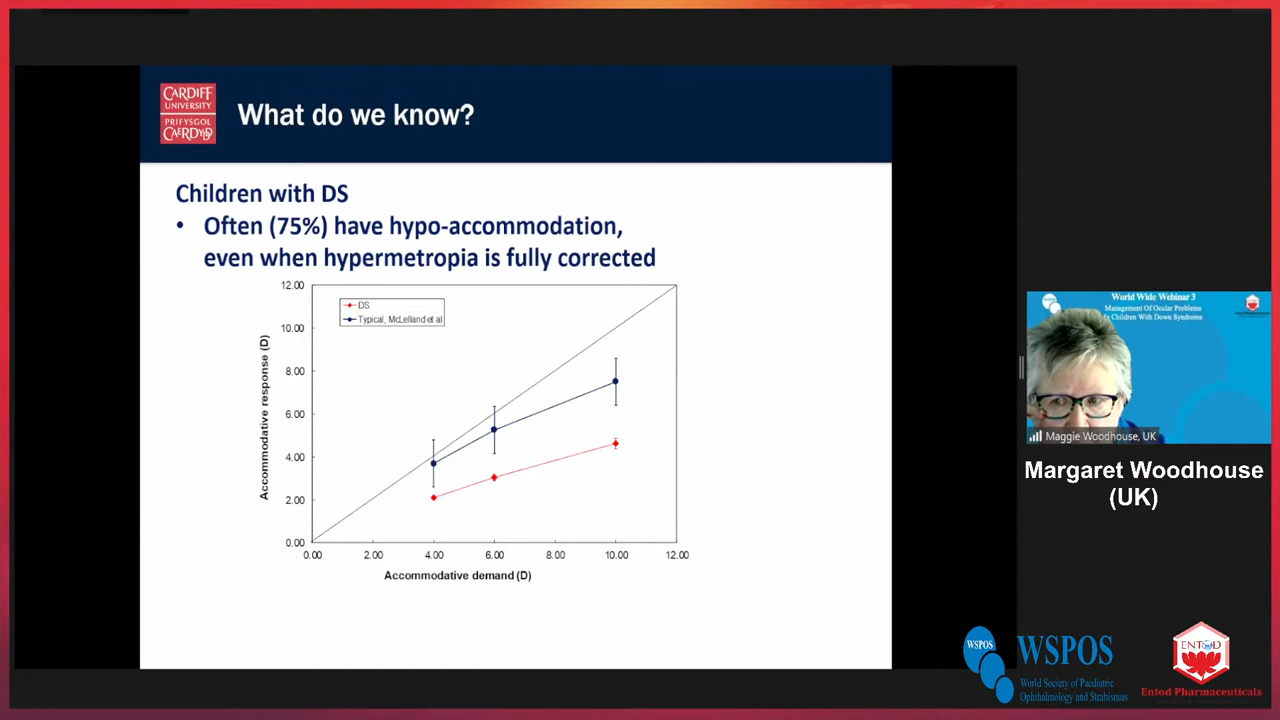 CARDIFF
UNIVERSITY
PRIFYSGOL
CAERDYDD
What do we know?
Children with DS
• Often (75%) have hypo-accommodation,
even when hypermetropia is fully corrected
DS
Typical, McLelland et al
Accommodative response (D)
12.00
10.00
8.00
6.00
4.00
2.00
0.00
0.00 2.00 4.00 6.00 8.00 10.00 12.00
Accommodative demand (D)
World Wide Webinar 3
Management Of Ocular Problems
In Children With Down Syndrome
Maggie Woodhouse, UK
Margaret Woodhouse
(UK)
WSPOS
WSPOS
World Society of Paediatric
Ophthalmology and Strabismus
ENTOD
Entod Pharmaceuticals